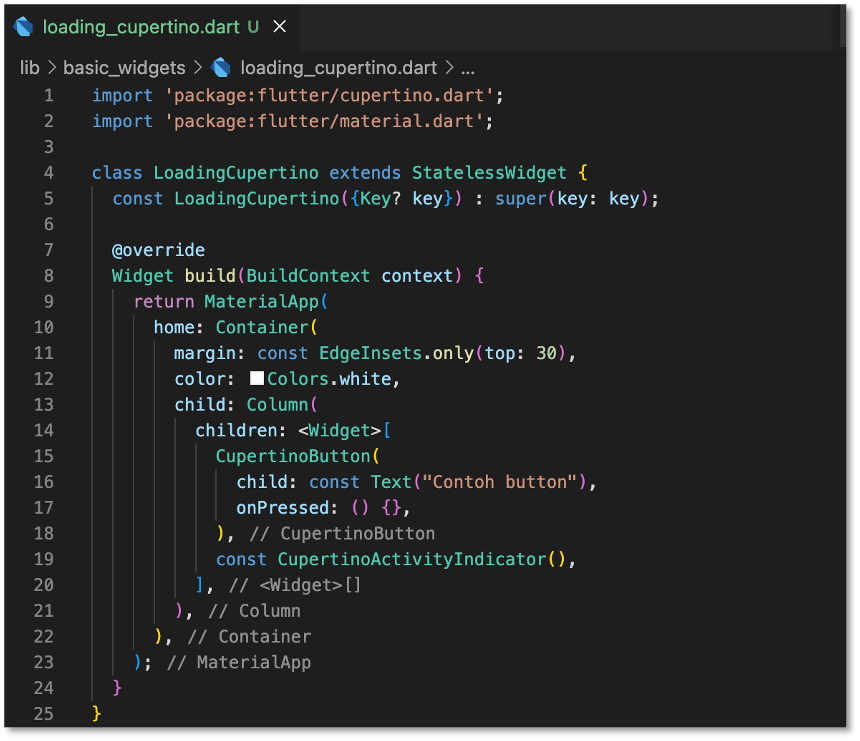 loading_cupertino.dart U ×
lib > basic_widgets > loading_cupertino.dart > ...
1 import 'package:flutter/cupertino.dart';
2 import 'package:flutter/material.dart';
3
4 class LoadingCupertino extends StatelessWidget {
5   const LoadingCupertino({Key? key}) : super(key: key);
6
7   @override
8   Widget build(BuildContext context) {
9     return MaterialApp(
10       home: Container(
11         margin: const EdgeInsets.only(top: 30),
12         color: Colors.white,
13         child: Column(
14           children: <Widget>[
15             CupertinoButton(
16               child: const Text("Contoh button"),
17               onPressed: () {},
18             ), // CupertinoButton
19             const CupertinoActivityIndicator(),
20           ], // <Widget>[]
21         ), // Column
22       ), // Container
23     ); // MaterialApp
24   }
25 }